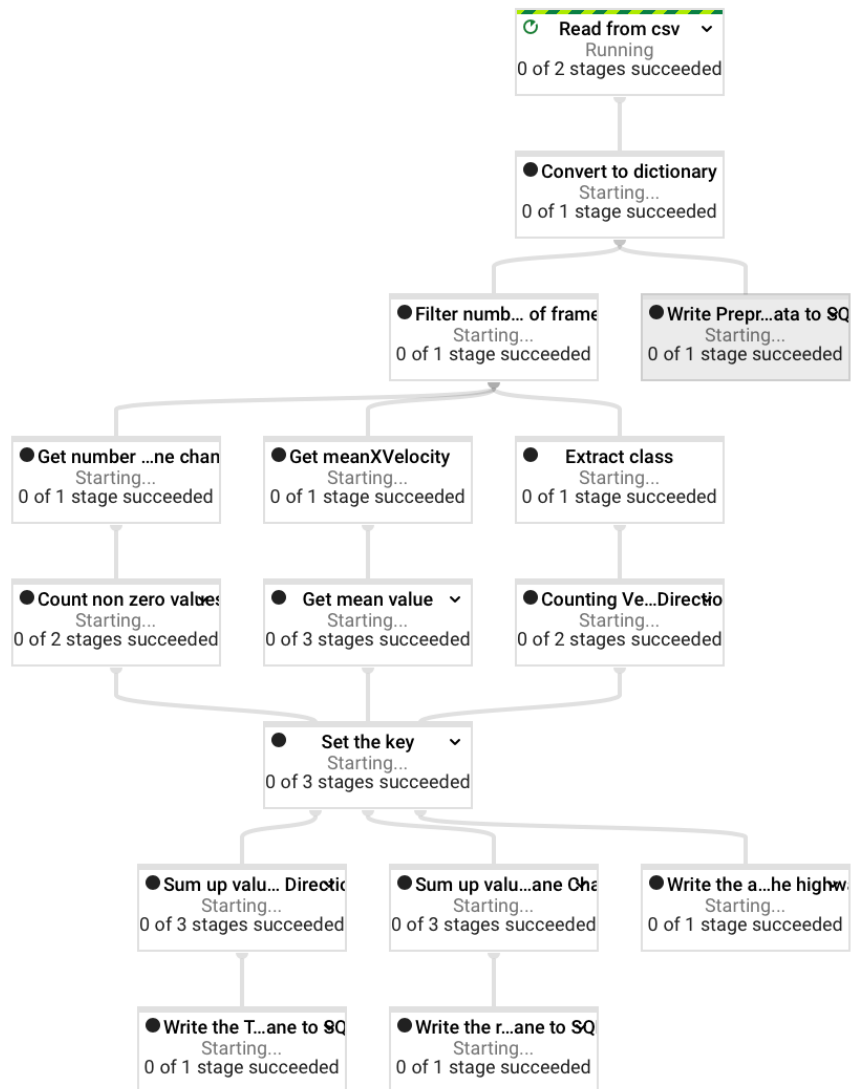 Read from csv
Running
0 of 2 stages succeeded
Convert to dictionary
Starting...
0 of 1 stage succeeded
Filter numb... of frame
Starting...
0 of 1 stage succeeded
Write Prepr...ata to SQ
Starting...
0 of 1 stage succeeded
Get number ...ne chan
Starting...
0 of 1 stage succeeded
Get meanXVelocity
Starting...
0 of 1 stage succeeded
Extract class
Starting...
0 of 1 stage succeeded
Count non zero values
Starting...
0 of 2 stages succeeded
Get mean value
Starting...
0 of 3 stages succeeded
Counting Ve...Directio
Starting...
0 of 2 stages succeeded
Set the key
Starting...
0 of 3 stages succeeded
Sum up valu... Directio
Starting...
0 of 3 stages succeeded
Sum up valu...ane Cha
Starting...
0 of 3 stages succeeded
Write the a...he highw
Starting...
0 of 1 stage succeeded
Write the T...ane to SQ
Starting...
0 of 1 stage succeeded
Write the r...ane to SQ
Starting...
0 of 1 stage succeeded